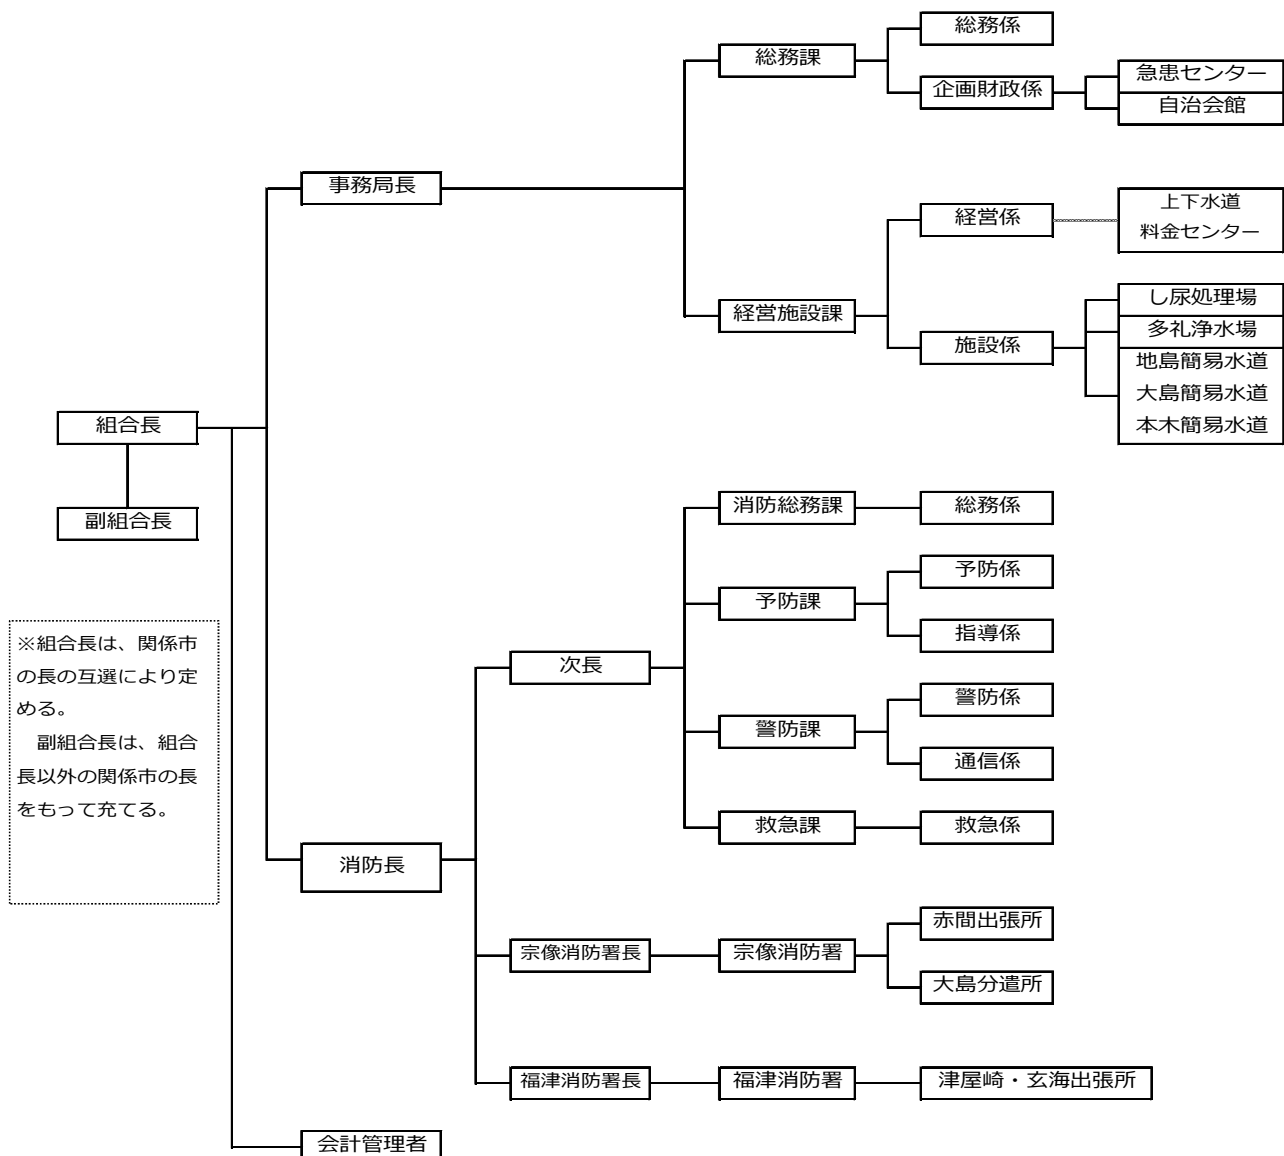 総務係
総務課
急患センター
企画財政係
自治会館
事務局長
上下水道
経営係
料金センター
し尿処理場
経営施設課
多礼浄水場
施設係
地島簡易水道
大島簡易水道
組合長
本木簡易水道
消防総務課
総務係
副組合長
予防係
予防課
指導係
※組合長は、関係市
の長の互選により定
める。
副組合長は、組合
長以外の関係市の長
をもって充てる。
次長
警防係
警防課
通信係
救急課
救急係
消防長
赤間出張所
宗像消防署長
宗像消防署
大島分遣所
福津消防署長
福津消防署
津屋崎・玄海出張所
会計管理者